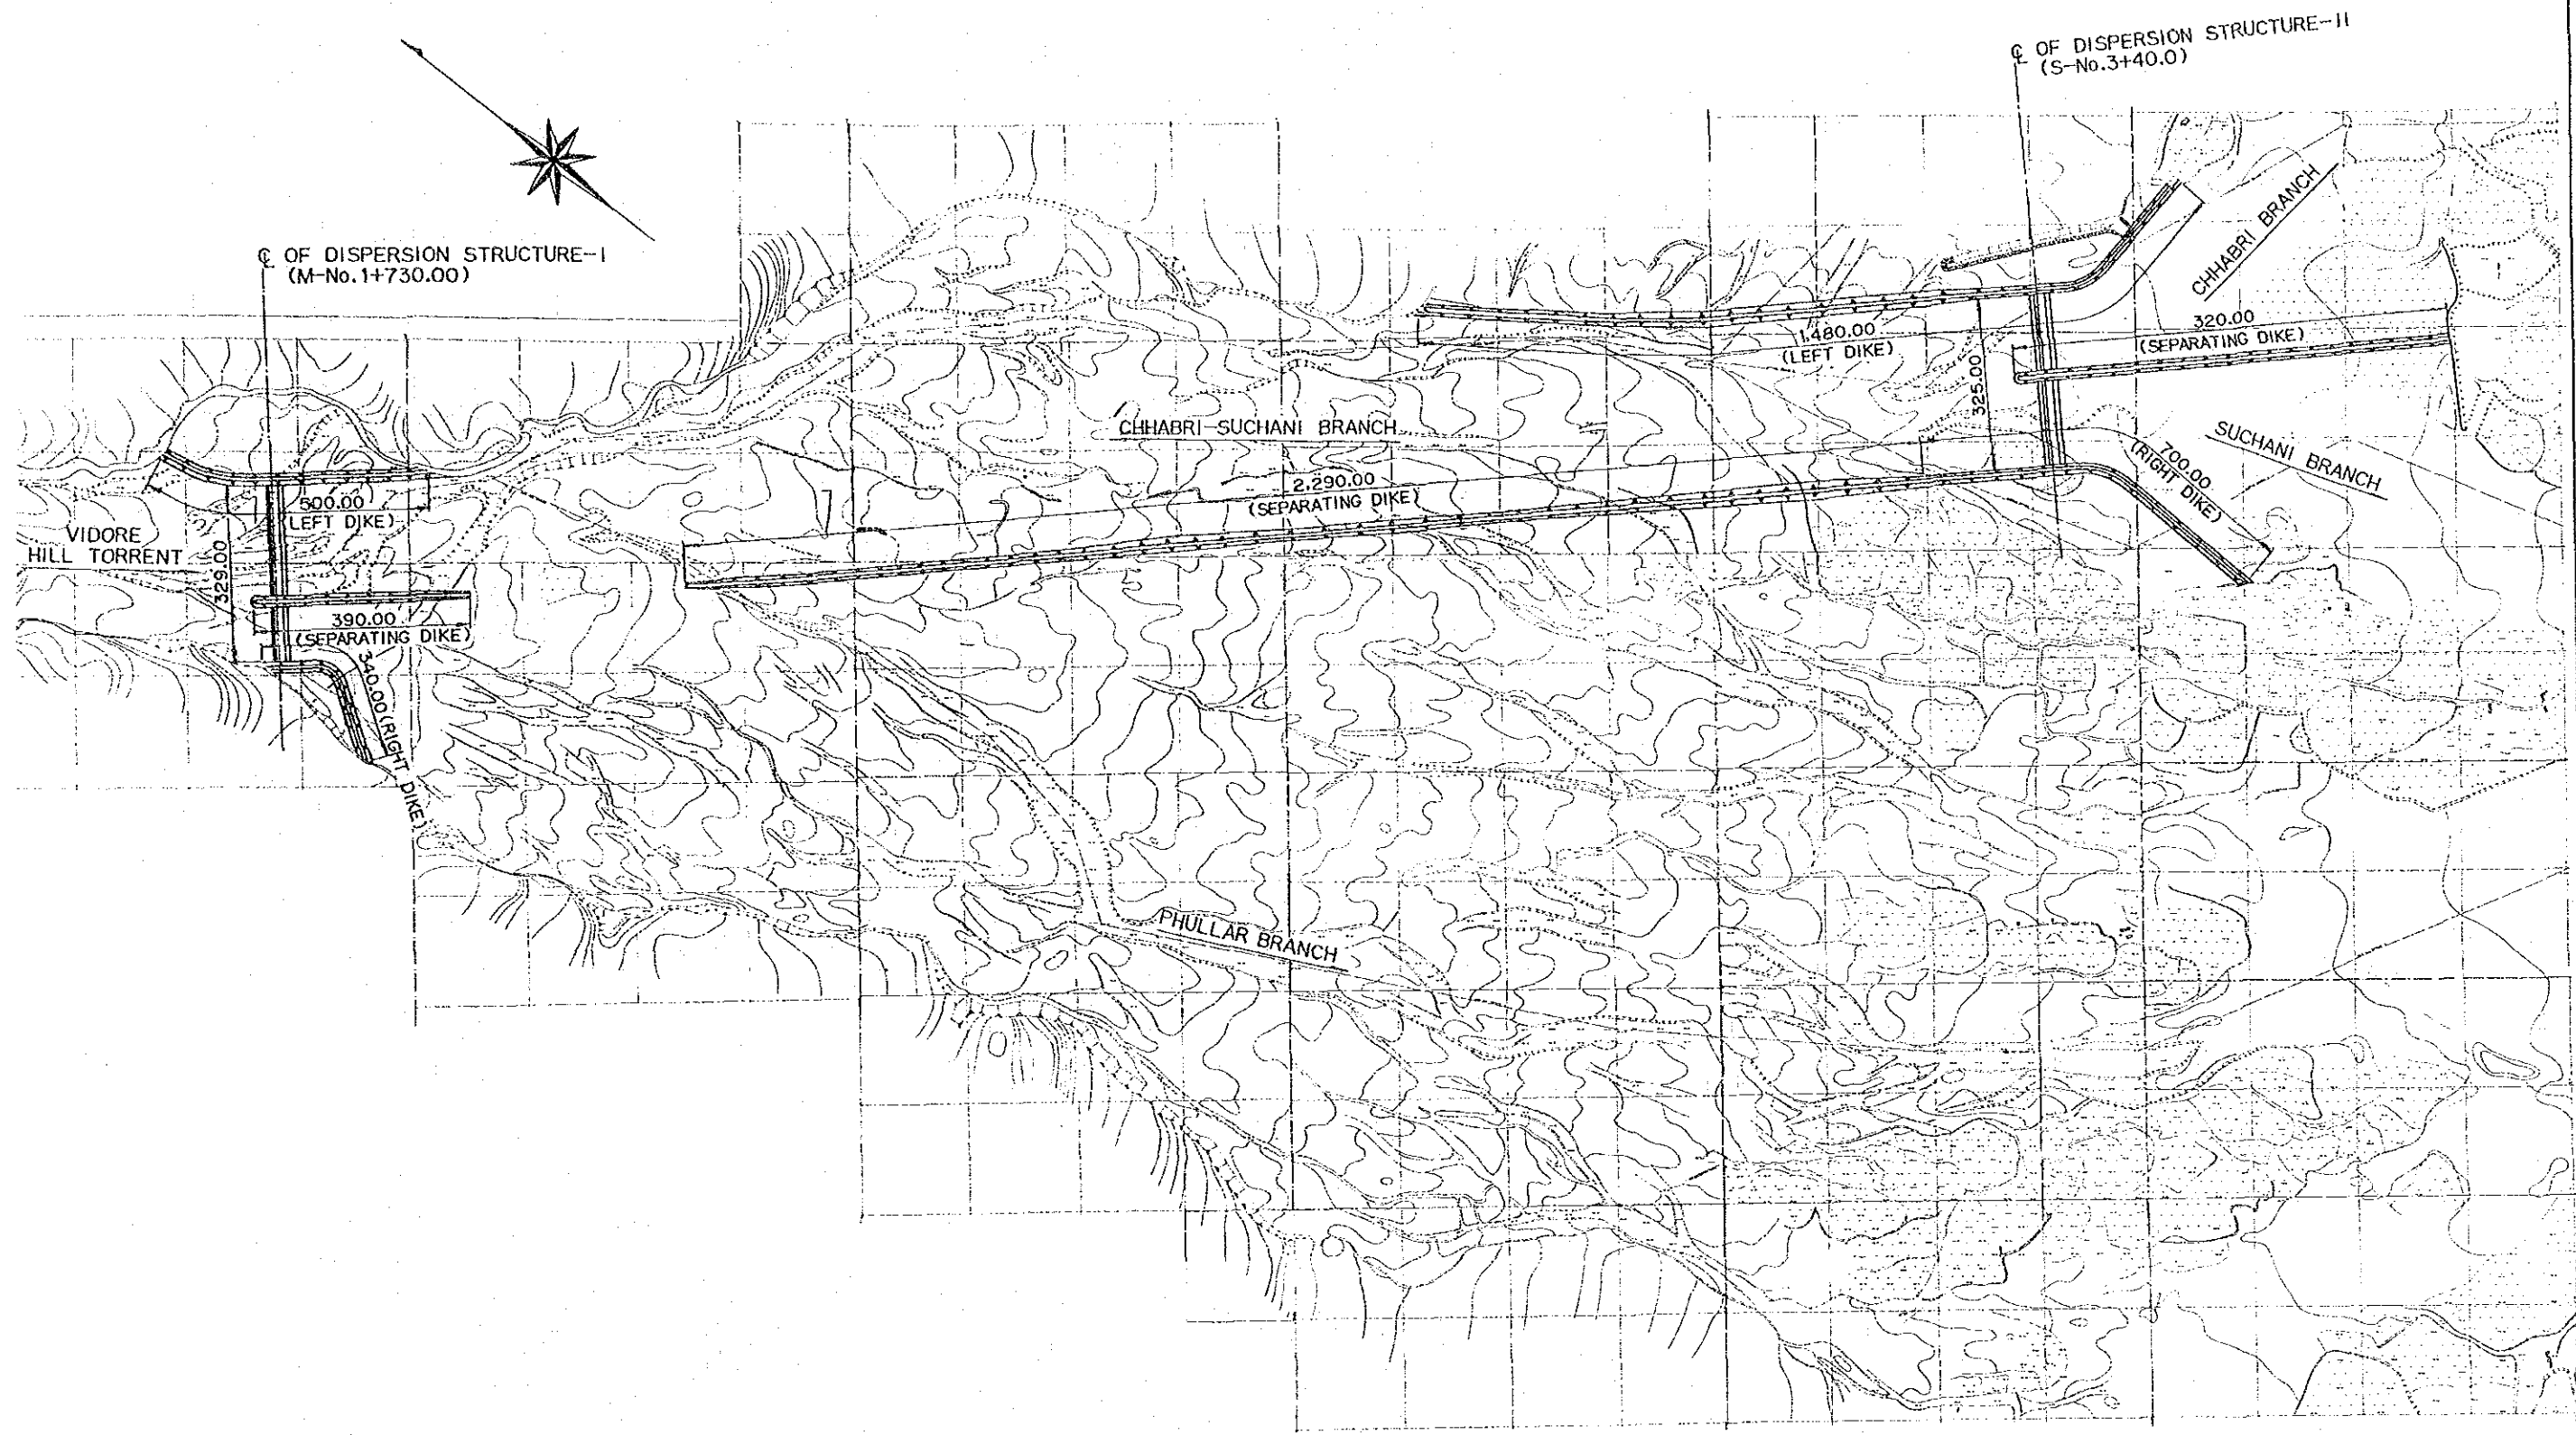 ℄ OF DISPERSION STRUCTURE-II
(S-No.3+40.0)
℄ OF DISPERSION STRUCTURE-I
(M-No.1+730.00)
CHHABRI BRANCH
1,480.00
(LEFT DIKE)
320.00
(SEPARATING DIKE)
325.00
CHHABRI-SUCHANI BRANCH
2,290.00
(SEPARATING DIKE)
700.00
(RIGHT DIKE)
SUCHANI BRANCH
500.00
(LEFT DIKE)
VIDORE
HILL TORRENT
329.00
390.00
(SEPARATING DIKE)
340.00(RIGHT DIKE)
PHULLAR BRANCH